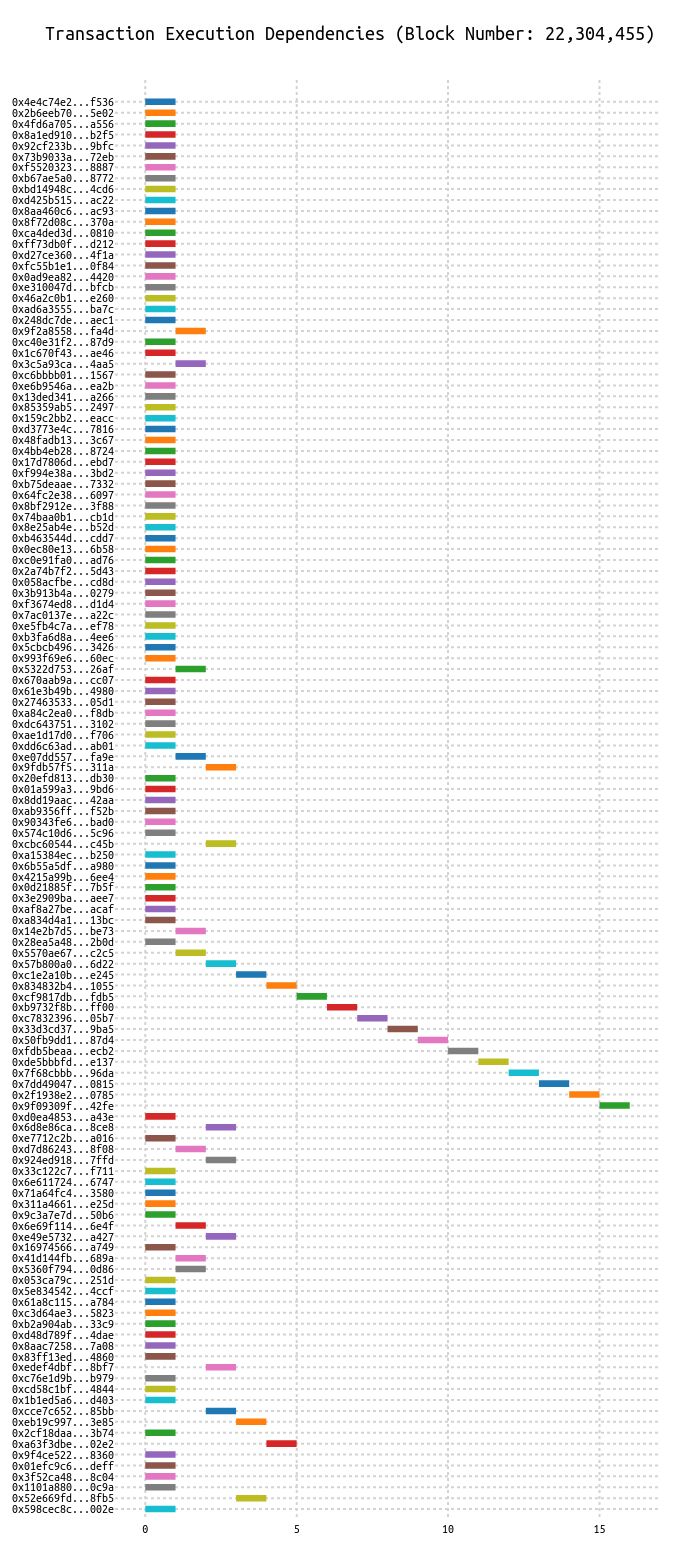 Transaction Execution Dependencies (Block Number: 22,304,455)
0x4e4c74e2...f536
0x2b6eeb70...5e02
0x4fd6a705...a556
0x8a1ed910...b2f5
0x92cf233b...9bfc
0x73b9033a...72eb
0xf5520323...8887
0xb67ae5a0...8772
0xbd14948c...4cd6
0xd425b515...ac22
0x8aa460c6...ac93
0x8f72d08c...370a
0xca4ded3d...0810
0xff73db0f...d212
0xd27ce360...4f1a
0xfc55b1e1...0f84
0x0ad9ea82...4420
0xe310047d...bfcb
0x46a2c0b1...e260
0xad6a3555...ba7c
0x248dc7de...aec1
0x9f2a8558...fa4d
0xc40e31f2...87d9
0x1c670f43...ae46
0x3c5a93ca...4aa5
0xc6bbbb01...1567
0xe6b9546a...ea2b
0x13ded341...a266
0x85359ab5...2497
0x159c2bb2...eacc
0xd3773e4c...7816
0x48fadb13...3c67
0x4bb4eb28...8724
0x17d7806d...ebd7
0xf994e38a...3bd2
0xb75deaae...7332
0x64fc2e38...6097
0x8bf2912e...3f88
0x74baa0b1...cb1d
0x8e25ab4e...b52d
0xb463544d...cdd7
0x0ec80e13...6b58
0xc0e91fa0...ad76
0x2a74b7f2...5d43
0x058acfbe...cd8d
0x3b913b4a...0279
0xf3674ed8...d1d4
0x7ac0137e...a22c
0xe5fb4c7a...ef78
0xb3fa6d8a...4ee6
0x5cbcb496...3426
0x993f69e6...60ec
0x5322d753...26af
0x670aab9a...cc07
0x61e3b49b...4980
0x27463533...05d1
0xa84c2ea0...f8db
0xdc643751...3102
0xae1d17d0...f706
0xdd6c63ad...ab01
0xe07dd557...fa9e
0x9fdb57f5...311a
0x20efd813...db30
0x01a599a3...9bd6
0x8dd19aac...42aa
0xab9356ff...f52b
0x90343fe6...bad0
0x574c10d6...5c96
0xcbc60544...c45b
0xa15384ec...b250
0x6b55a5df...a980
0x4215a99b...6ee4
0x0d21885f...7b5f
0x3e2909ba...aee7
0xaf8a27be...acaf
0xa834d4a1...13bc
0x14e2b7d5...be73
0x28ea5a48...2b0d
0x5570ae67...c2c5
0x57b800a0...6d22
0xc1e2a10b...e245
0x834832b4...1055
0xcf9817db...fdb5
0xb9732f8b...ff00
0xc7832396...05b7
0x33d3cd37...9ba5
0x50fb9dd1...87d4
0xfdb5beaa...ecb2
0xde5bbbfd...e137
0x7f68cbbb...96da
0x7dd49047...0815
0x2f1938e2...0785
0x9f09309f...42fe
0xd0ea4853...a43e
0x6d8e86ca...8ce8
0xe7712c2b...a016
0xd7d86243...8f08
0x924ed918...7ffd
0x33c122c7...f711
0x6e611724...6747
0x71a64fc4...3580
0x311a4661...e25d
0x9c3a7e7d...50b6
0x6e69f114...6e4f
0xe49e5732...a427
0x16974566...a749
0x41d144fb...689a
0x5360f794...0d86
0x053ca79c...251d
0x5e834542...4ccf
0x61a8c115...a784
0xc3d64ae3...5823
0xb2a904ab...33c9
0xd48d789f...4dae
0x8aac7258...7a08
0x83ff13ed...4860
0xedef4dbf...8bf7
0xc76e1d9b...b979
0xcd58c1bf...4844
0x1b1ed5a6...d403
0xcce7c652...85bb
0xeb19c997...3e85
0x2cf18daa...3b74
0xa63f3dbe...02e2
0x9f4ce522...8360
0x01efc9c6...deff
0x3f52ca48...8c04
0x1101a880...0c9a
0x52e669fd...8fb5
0x598cec8c...002e
0 5 10 15